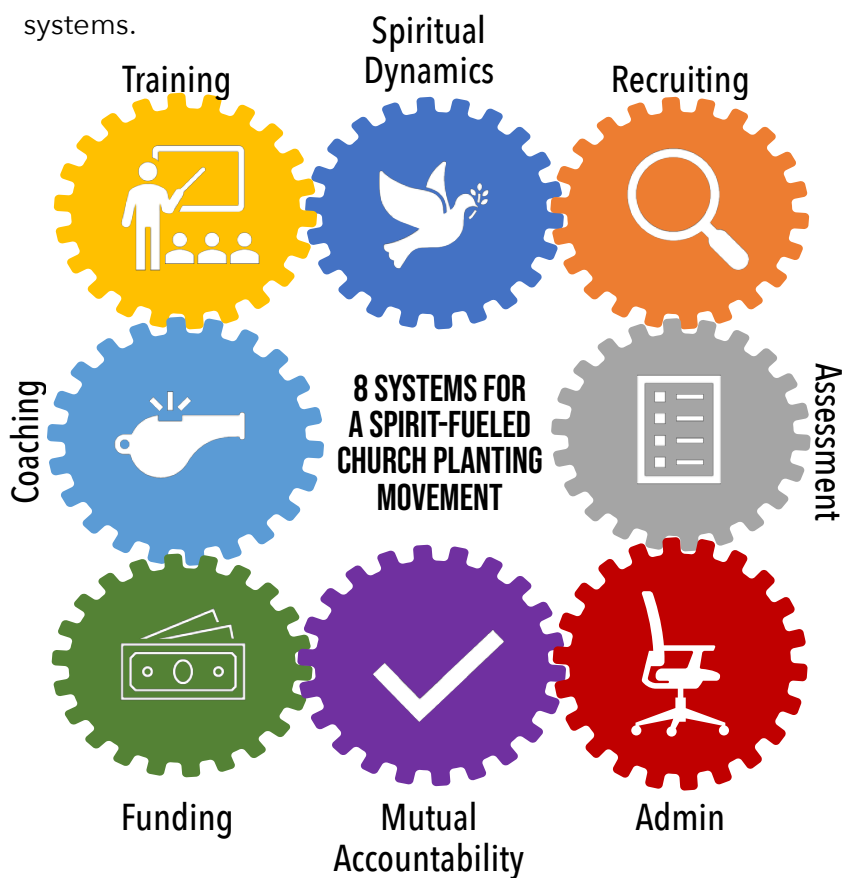 systems.
Spiritual
Dynamics
Training
Recruiting
Coaching
8 SYSTEMS FOR
A SPIRIT-FUELED
CHURCH PLANTING
MOVEMENT
Assessment
Funding
Mutual
Accountability
Admin